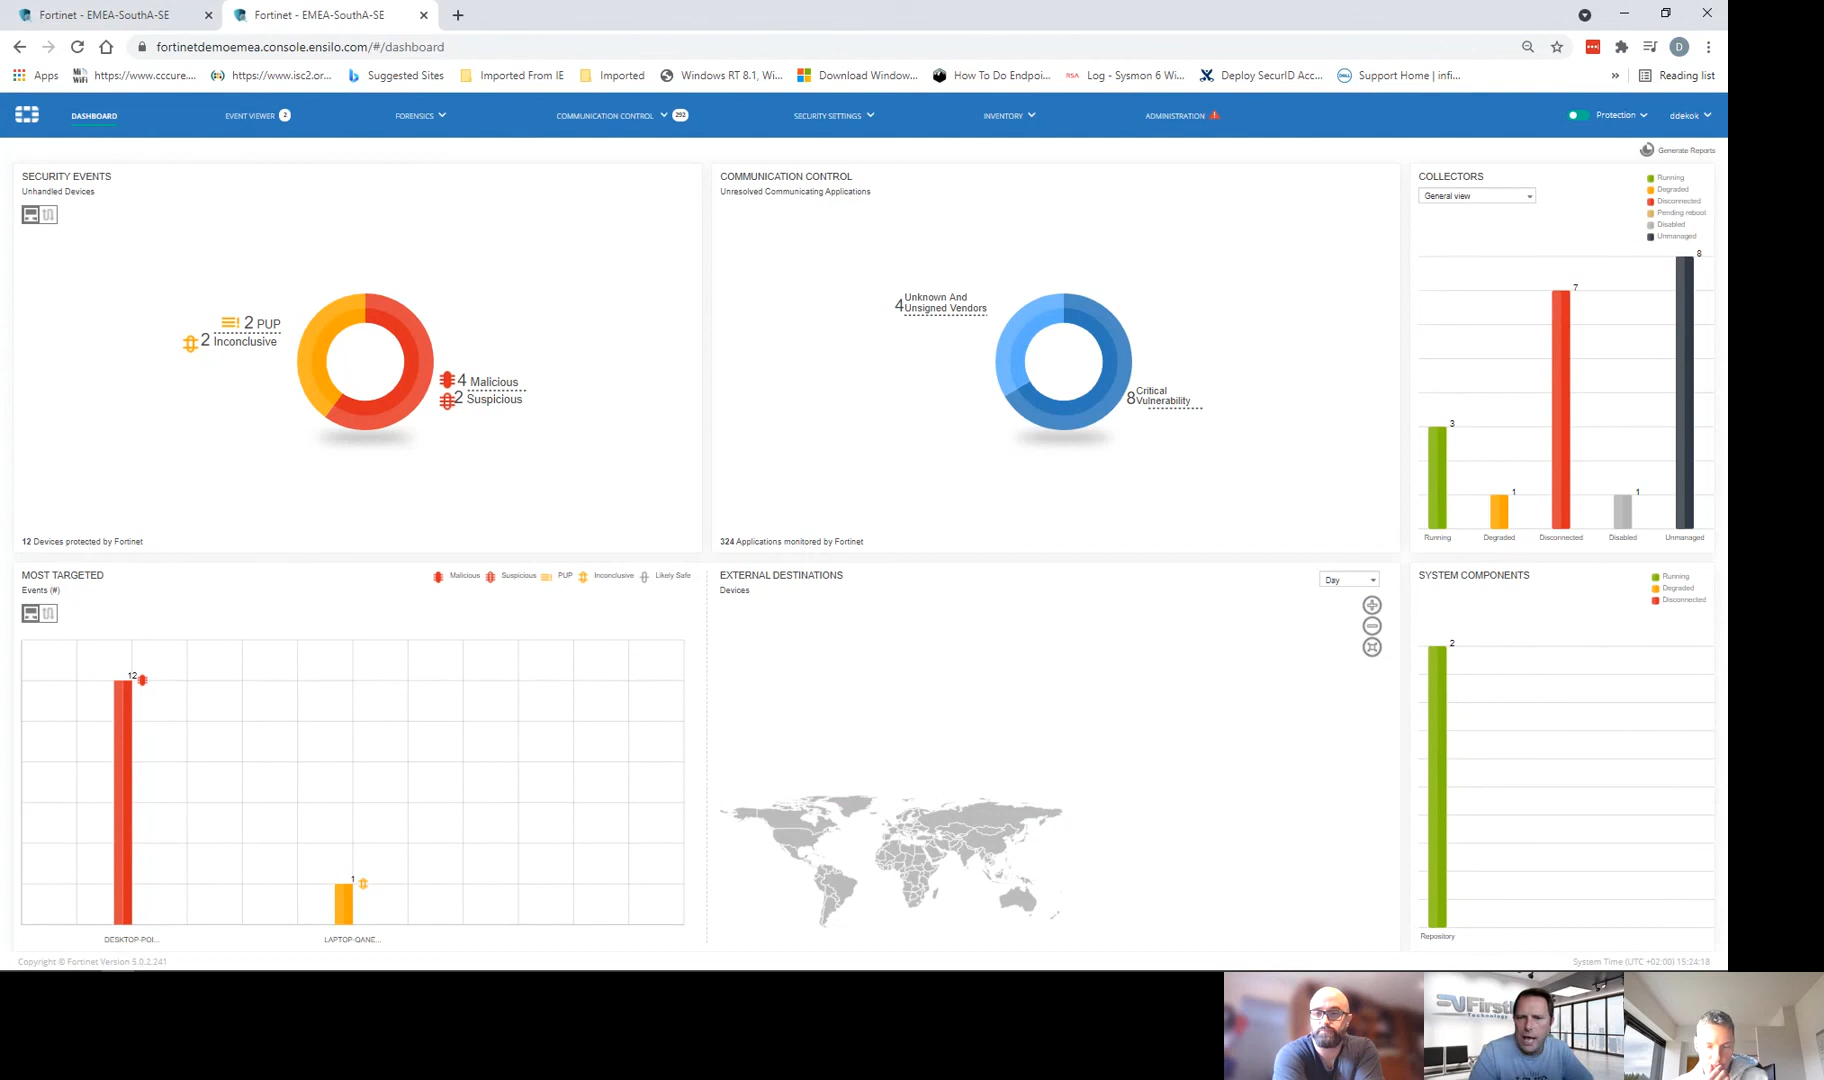 Fortinet - EMEA-SouthA-SE
Fortinet - EMEA-SouthA-SE
fortinetdemoemea.console.ensilo.com/#/dashboard
D
Apps
https://www.cccure....
https://www.isc2.or...
Suggested Sites
Imported From IE
Imported
Windows RT 8.1, Wi...
Download Window...
How To Do Endpoi...
RSA
Log - Sysmon 6 Wi...
Deploy SecurID Acc...
Support Home | infi...
»
Reading list
DASHBOARD
EVENT VIEWER 2
FORENSICS
COMMUNICATION CONTROL 292
SECURITY SETTINGS
INVENTORY
ADMINISTRATION
Protection
ddekok
Generate Reports
SECURITY EVENTS
Unhandled Devices
2 PUP
2 Inconclusive
4 Malicious
2 Suspicious
12 Devices protected by Fortinet
COMMUNICATION CONTROL
Unresolved Communicating Applications
4 Unknown And
Unsigned Vendors
8 Critical
Vulnerability
324 Applications monitored by Fortinet
COLLECTORS
General view
Running
Degraded
Disconnected
Pending reboot
Disabled
Unmanaged
3
1
7
1
8
Running
Degraded
Disconnected
Disabled
Unmanaged
MOST TARGETED
Events (#)
Malicious
Suspicious
PUP
Inconclusive
Likely Safe
12
1
DESKTOP-POI...
LAPTOP-QANE...
EXTERNAL DESTINATIONS
Devices
Day
SYSTEM COMPONENTS
Running
Degraded
Disconnected
2
Repository
Copyright © Fortinet Version 5.0.2.241
System Time (UTC +02:00) 15:24:18
Technology